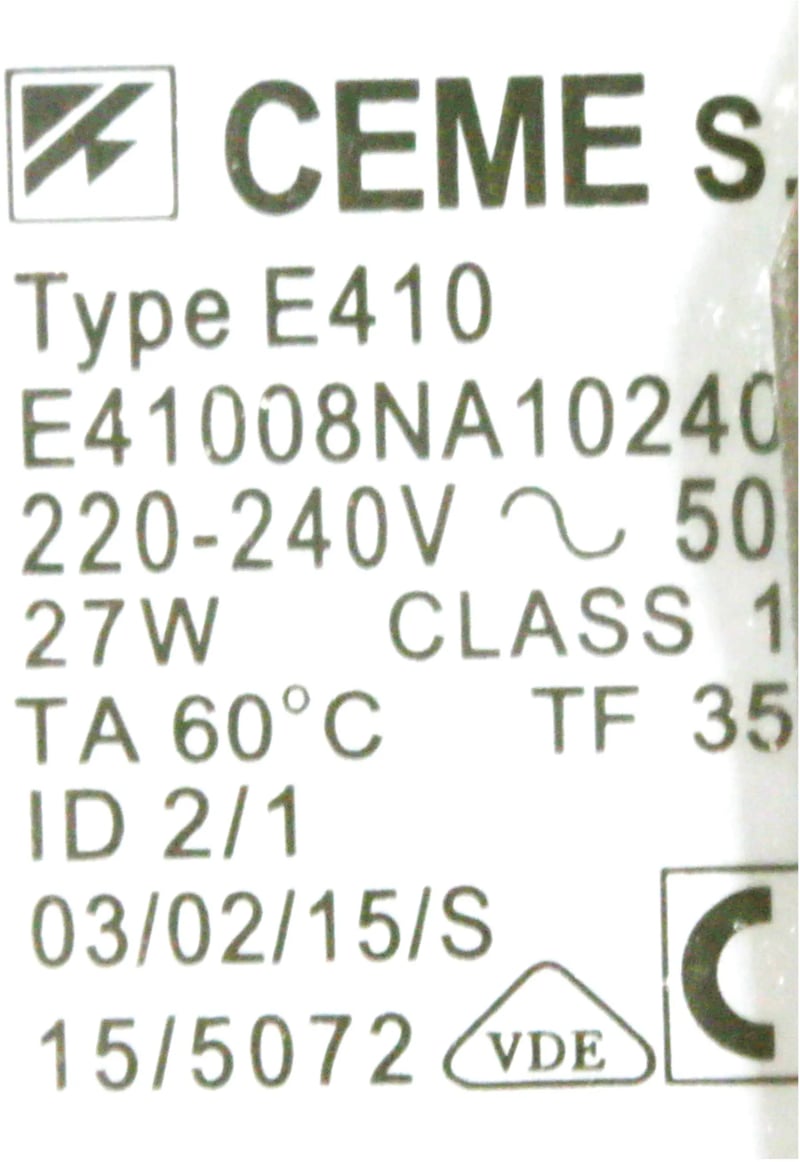 CEME s.
Type E410
E41008NA10240
220-240V ~ 50
27W CLASS 1
TA 60°C TF 35
ID 2/1
03/02/15/S
15/5072 VDE C